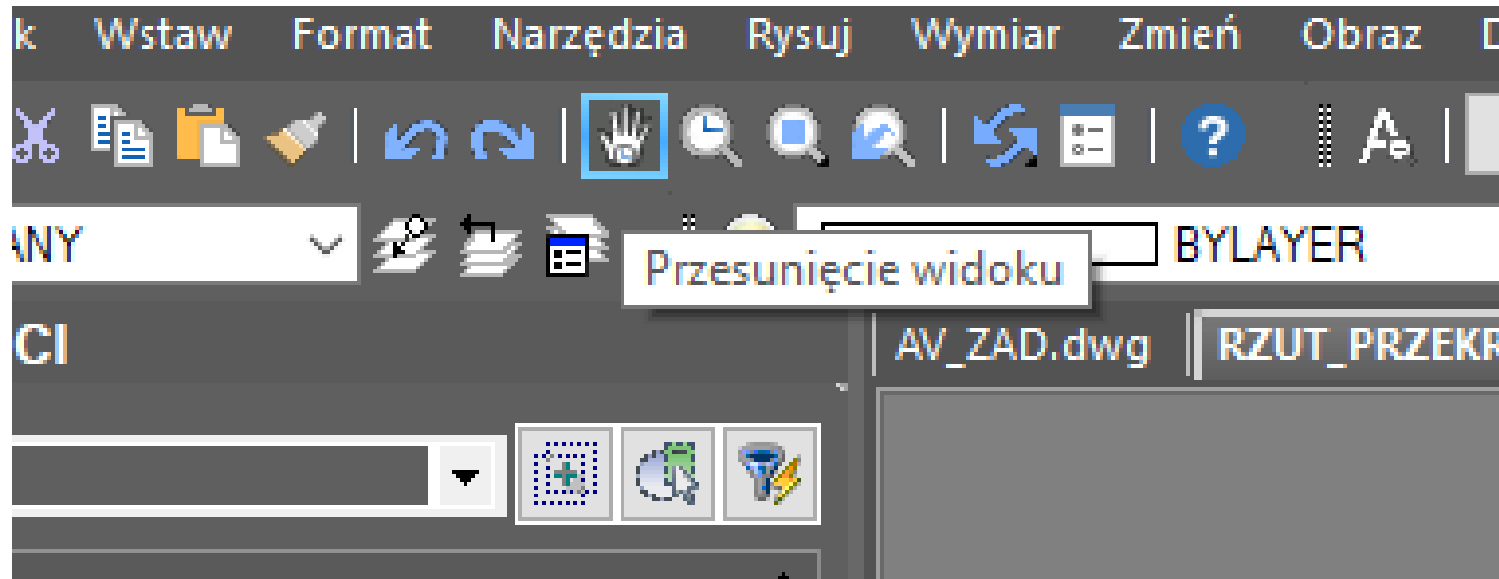 k Wstaw Format Narzędzia Rysuj Wymiar Zmień Obraz
ANY BYLAYER
Przesunięcie widoku
CI AV_ZAD.dwg RZUT_PRZEKR